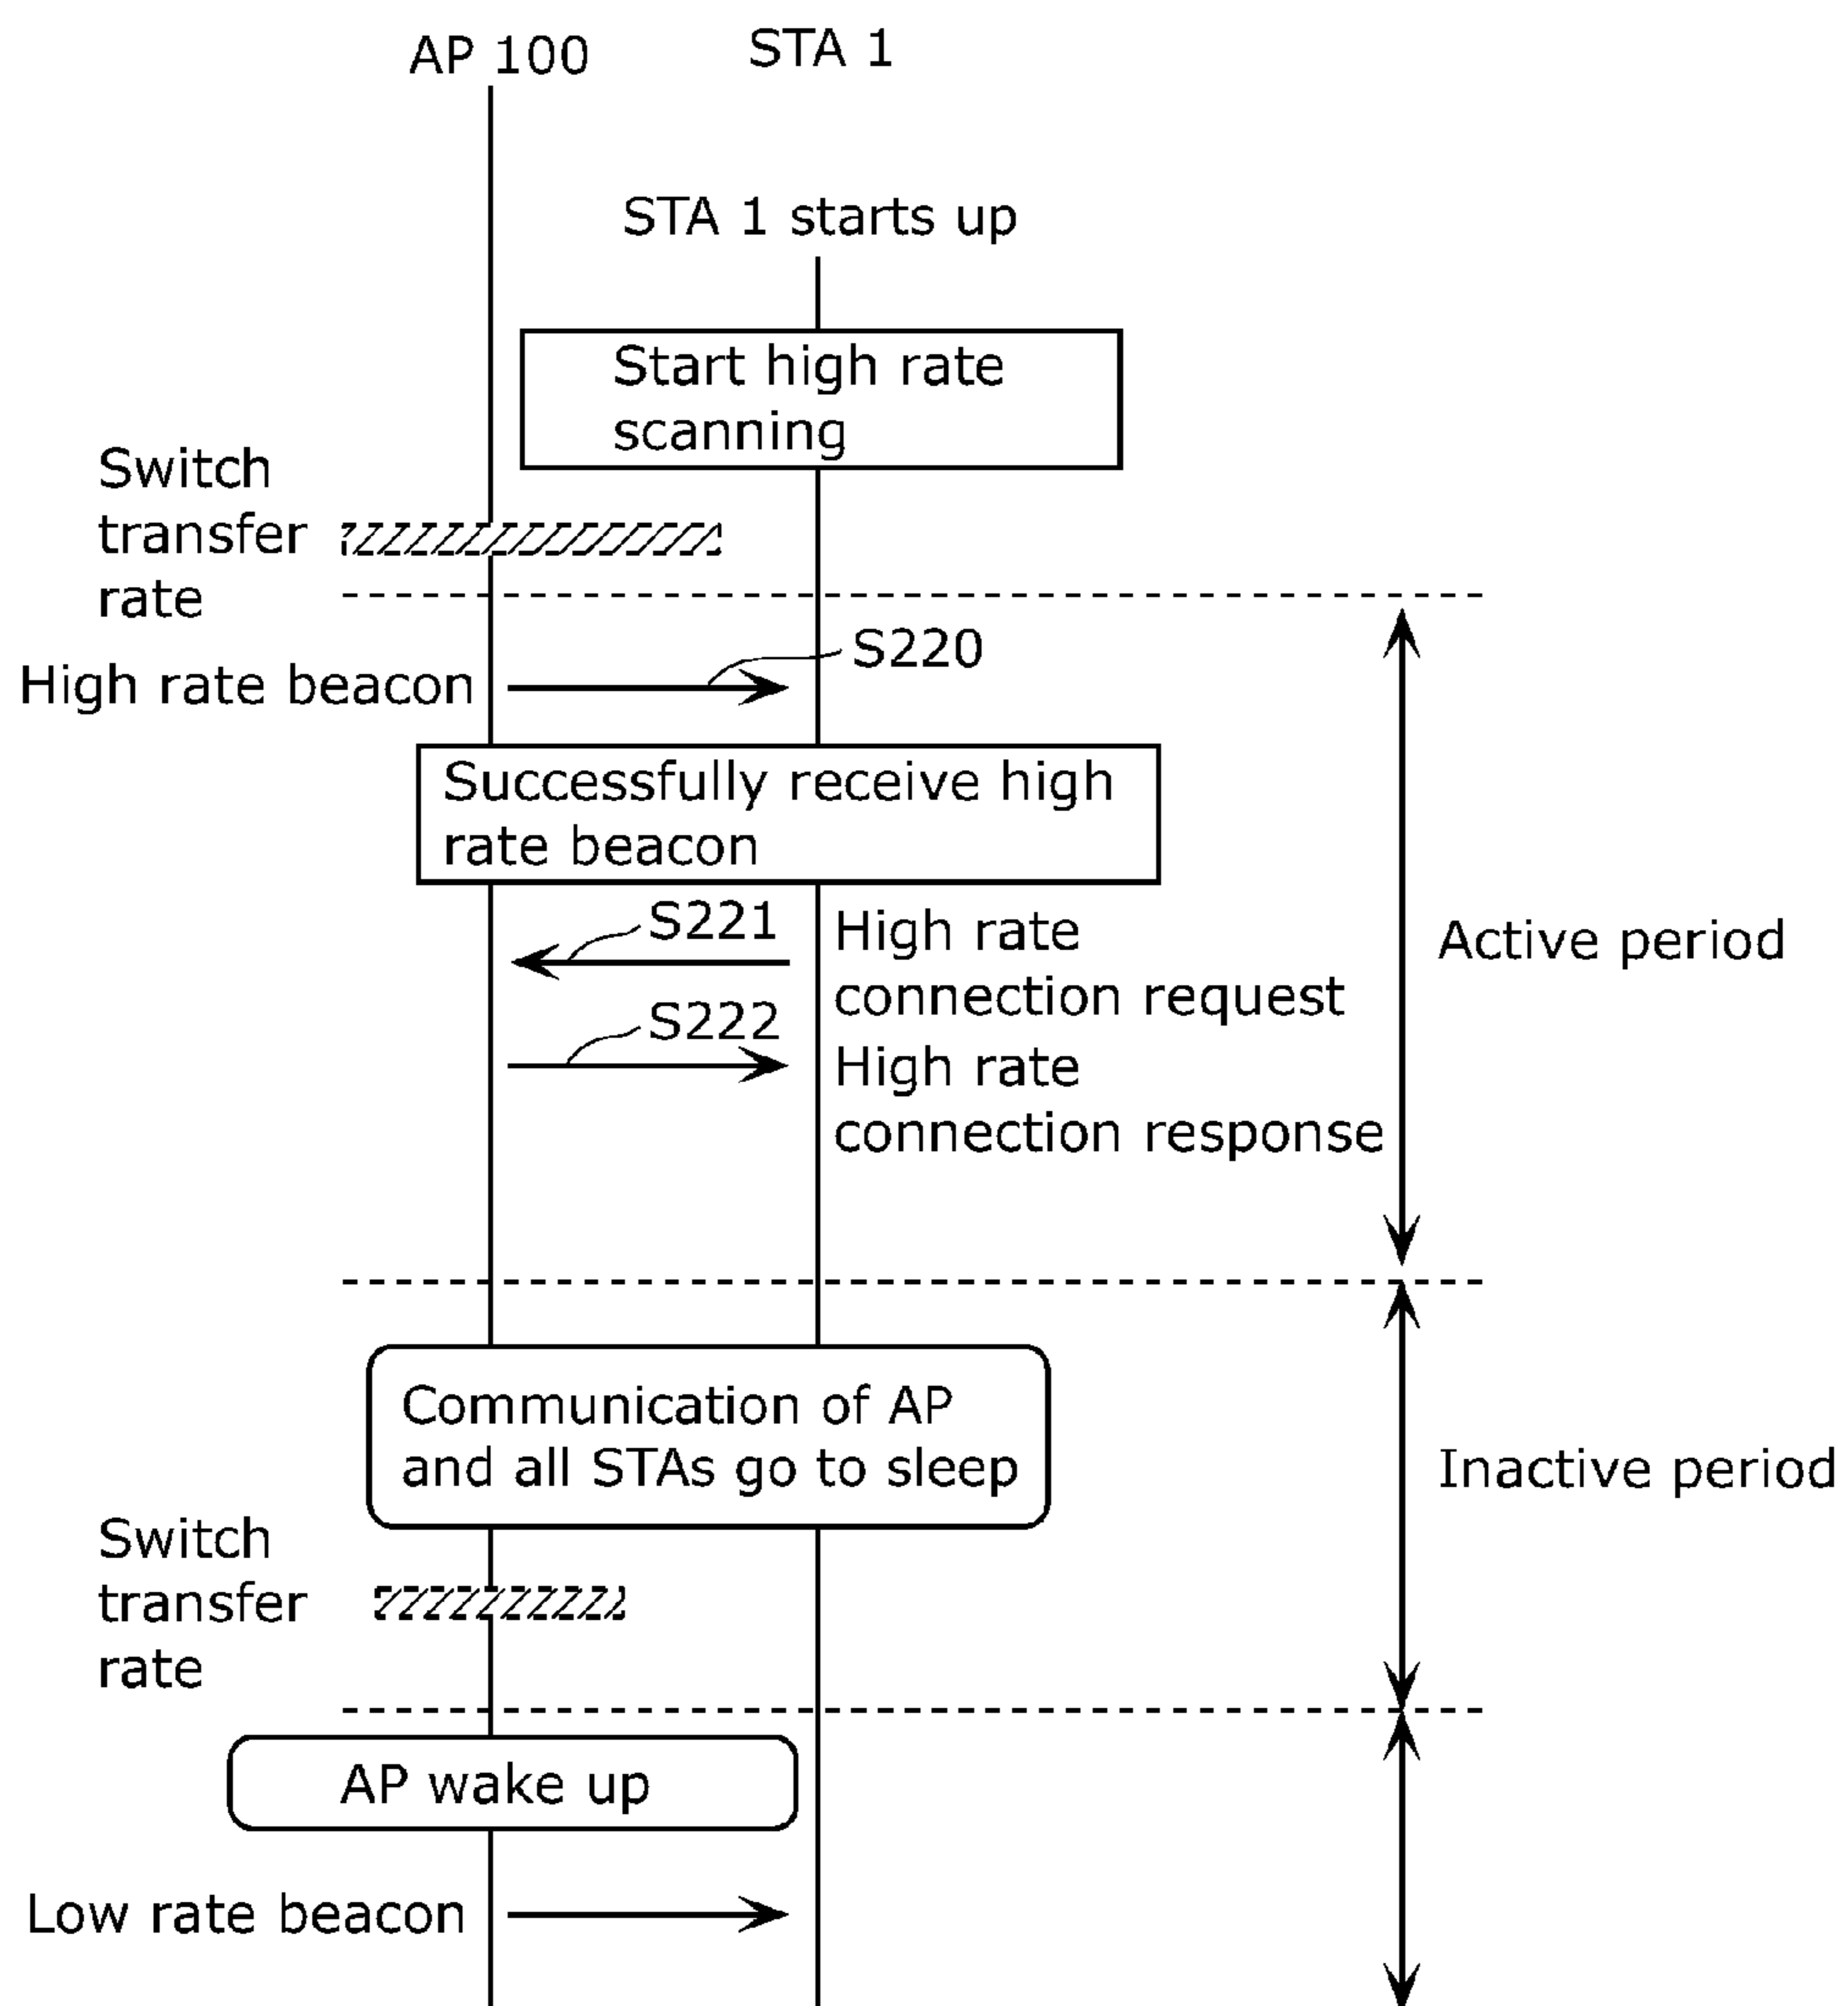 AP 100
STA 1
STA 1 starts up
Start high rate
scanning
Switch
transfer
rate
S220
High rate beacon
Successfully receive high
rate beacon
S221
High rate
connection request
S222
High rate
connection response
Active period
Communication of AP
and all STAs go to sleep
Inactive period
Switch
transfer
rate
AP wake up
Low rate beacon